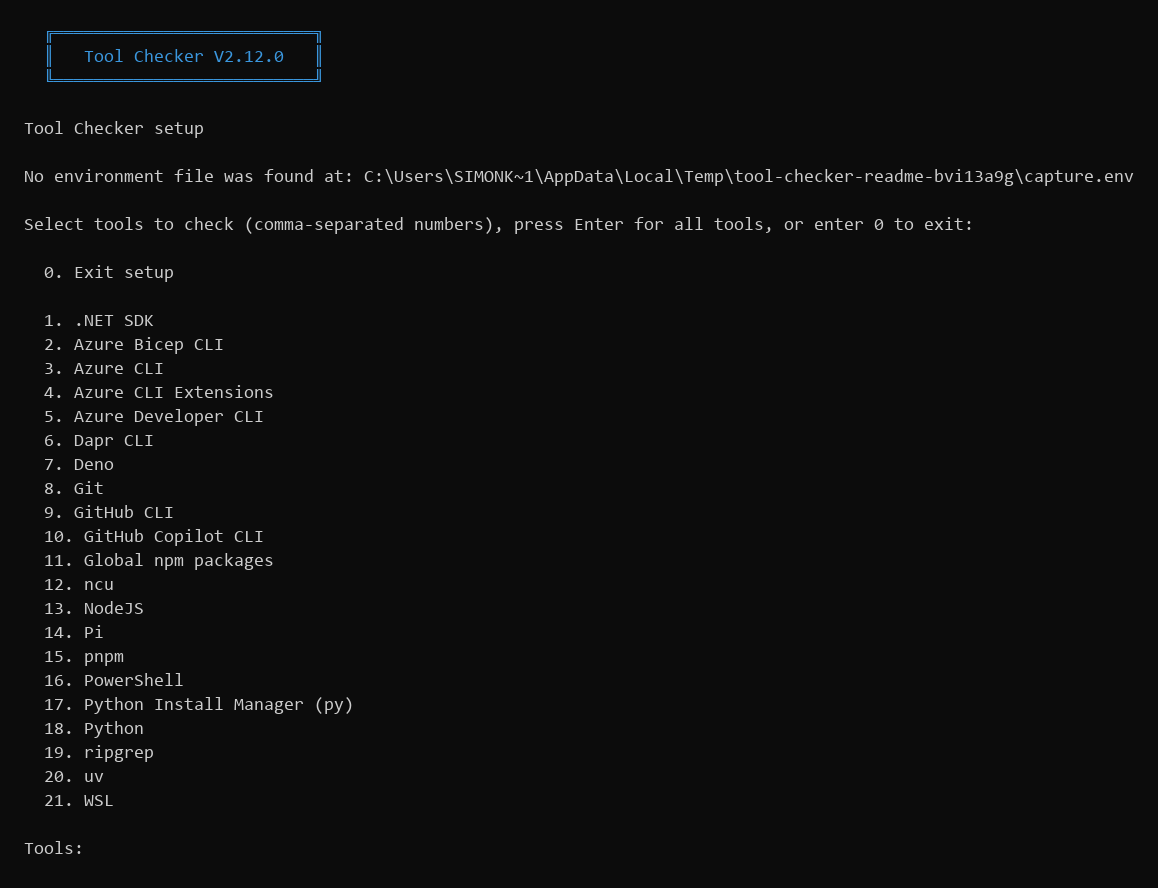 Tool Checker V2.12.0
Tool Checker setup
No environment file was found at: C:\Users\SIMONK~1\AppData\Local\Temp\tool-checker-readme-bvi13a9g\capture.env
Select tools to check (comma-separated numbers), press Enter for all tools, or enter 0 to exit:
0. Exit setup
1. .NET SDK
2. Azure Bicep CLI
3. Azure CLI
4. Azure CLI Extensions
5. Azure Developer CLI
6. Dapr CLI
7. Deno
8. Git
9. GitHub CLI
10. GitHub Copilot CLI
11. Global npm packages
12. ncu
13. NodeJS
14. Pi
15. pnpm
16. PowerShell
17. Python Install Manager (py)
18. Python
19. ripgrep
20. uv
21. WSL
Tools: